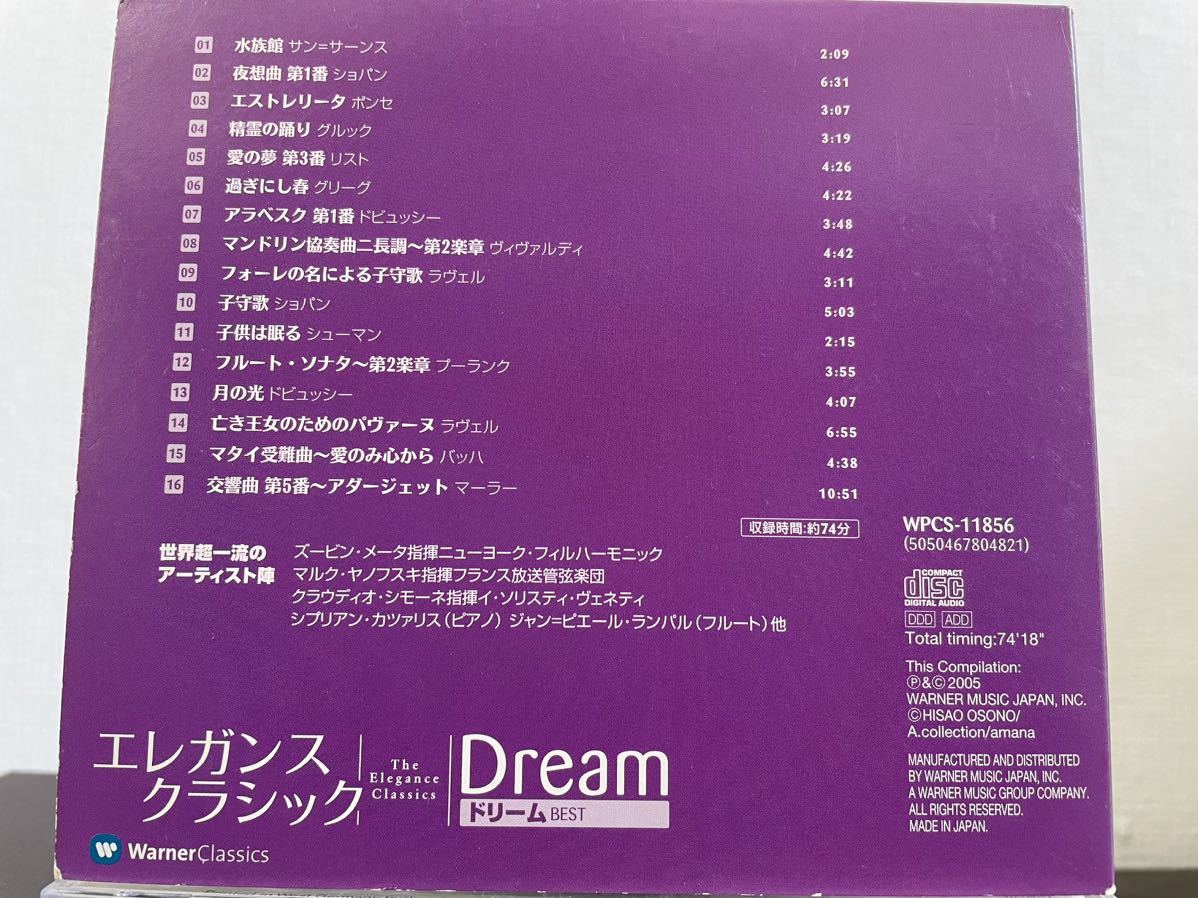 01 水族館 サン=サーンス 2:09
02 夜想曲 第1番 ショパン 6:31
03 エストレリータ ポンセ 3:07
04 精霊の踊り グルック 3:19
05 愛の夢 第3番 リスト 4:26
06 過ぎにし春 グリーグ 4:22
07 アラベスク 第1番 ドビュッシー 3:48
08 マンドリン協奏曲ニ長調〜第2楽章 ヴィヴァルディ 4:42
09 フォーレの名による子守歌 ラヴェル 3:11
10 子守歌 ショパン 5:03
11 子供は眠る シューマン 2:15
12 フルート・ソナタ〜第2楽章 プーランク 3:55
13 月の光 ドビュッシー 4:07
14 亡き王女のためのパヴァーヌ ラヴェル 6:55
15 マタイ受難曲〜愛のみ心から バッハ 4:38
16 交響曲 第5番〜アダージェット マーラー 10:51
収録時間:約74分
世界超一流の
アーティスト陣
ズービン・メータ指揮ニューヨーク・フィルハーモニック
マルク・ヤノフスキ指揮フランス放送管弦楽団
クラウディオ・シモーネ指揮イ・ソリスティ・ヴェネティ
シプリアン・カツァリス(ピアノ) ジャン=ピエール・ランパル(フルート)他
WPCS-11856
(5050467804821)
COMPACT
disc
DIGITAL AUDIO
DDD ADD
Total timing:74'18"
This Compilation:
Ⓟ&Ⓒ 2005
WARNER MUSIC JAPAN, INC.
ⒸHISAO OSONO/
A.collection/amana
MANUFACTURED AND DISTRIBUTED
BY WARNER MUSIC JAPAN, INC.
A WARNER MUSIC GROUP COMPANY.
ALL RIGHTS RESERVED.
MADE IN JAPAN.
エレガンス
クラシック
The
Elegance
Classics
Dream
ドリーム BEST
WarnerClassics